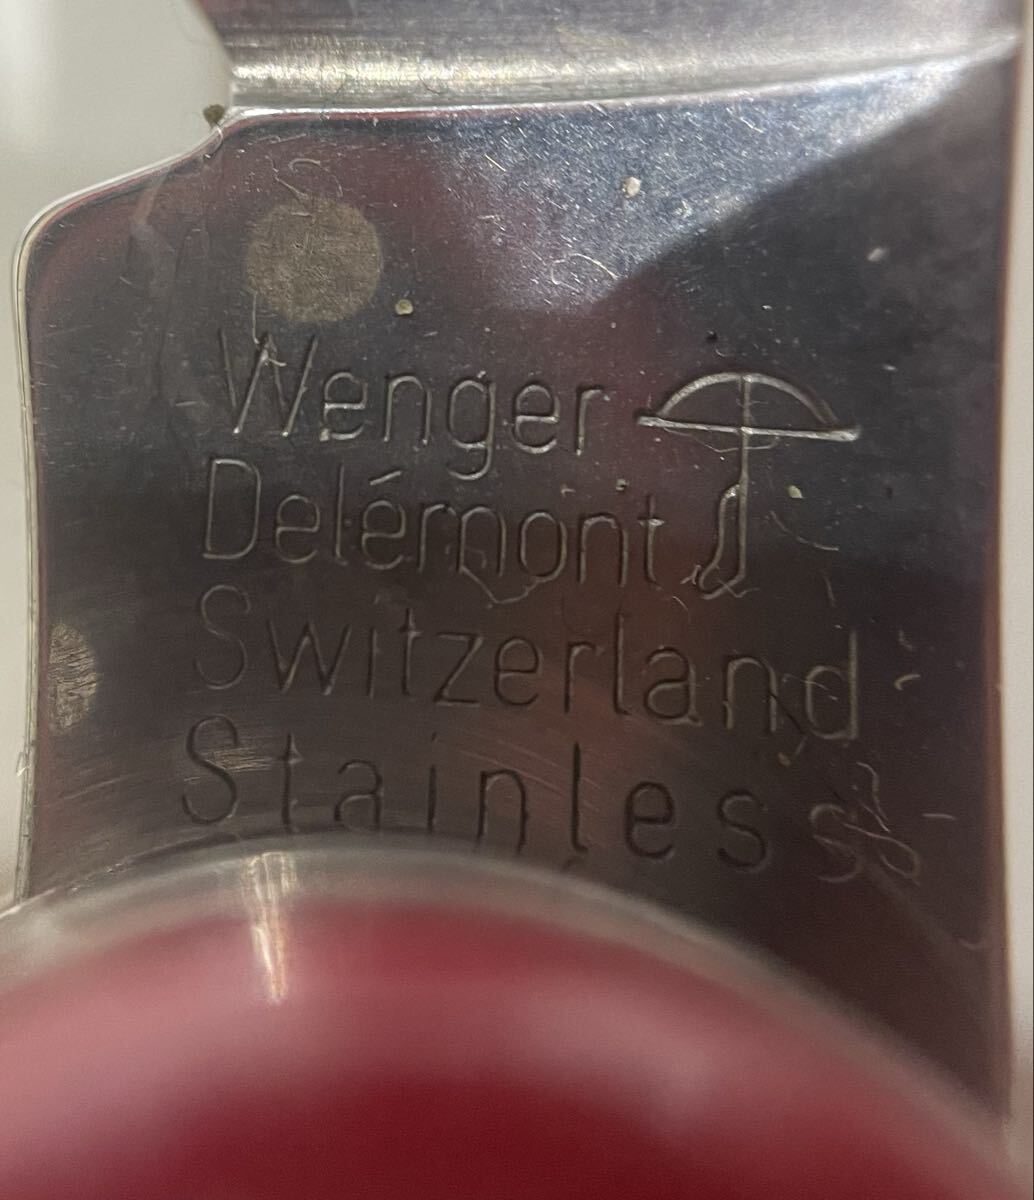 Wenger
Delémont
Switzerland
Stainless